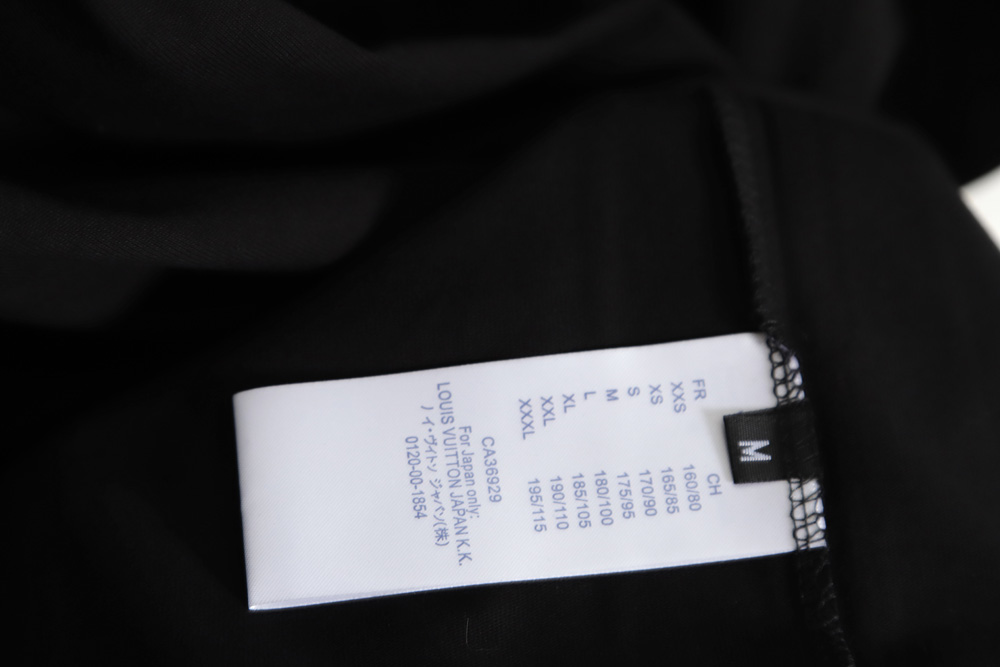 M
FR CH
XXS 160/80
XS 165/85
S 170/90
M 175/95
L 180/100
XL 185/105
XXL 190/110
XXXL 195/115
CA36929
For Japan only:
LOUIS VUITTON JAPAN K.K.
ノイ・ヴィトソ ジャパン(株)
0120-00-1854